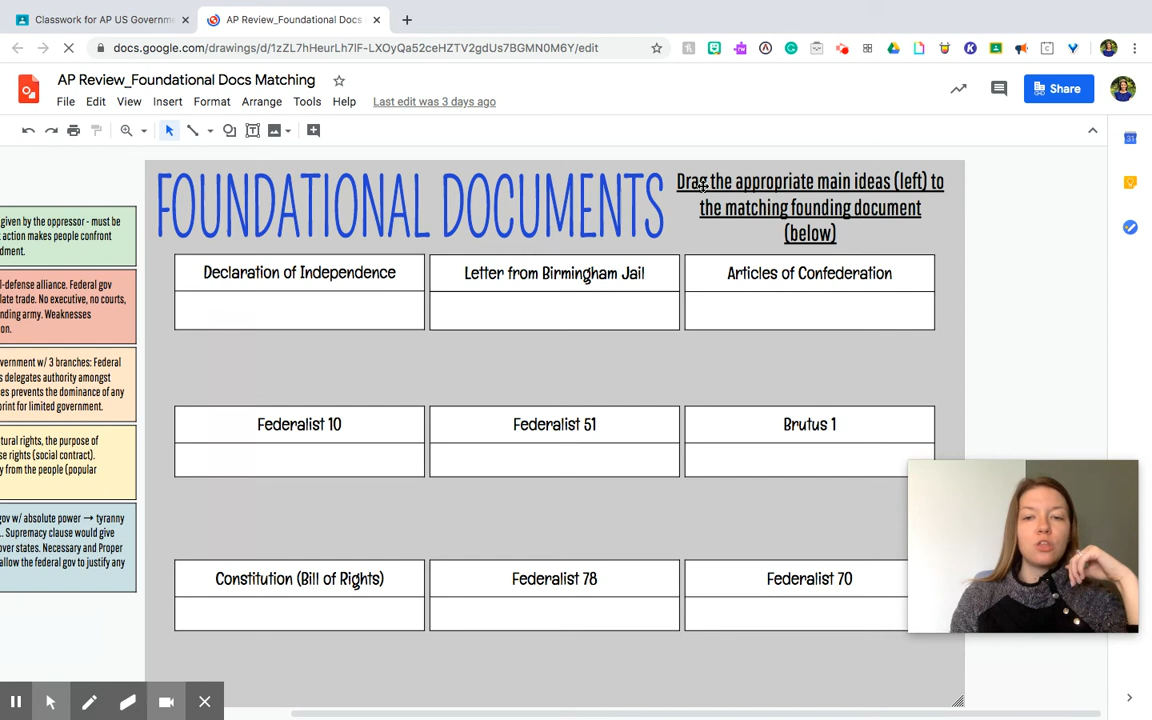 Classwork for AP US Governm
AP Review_Foundational Docs
docs.google.com/drawings/d/1zZL7hHeurLh7lF-LXOyQa52ceHZTV2gdUs7BGMN0M6Y/edit
AP Review_Foundational Docs Matching
File Edit View Insert Format Arrange Tools Help Last edit was 3 days ago
Share
FOUNDATIONAL DOCUMENTS
Drag the appropriate main ideas (left) to
the matching founding document
(below)
given by the oppressor - must be
action makes people confront
dment.
l-defense alliance. Federal gov
late trade. No executive, no courts,
nding army. Weaknesses
on.
vernment w/ 3 branches: Federal
s delegates authority amongst
ces prevents the dominance of any
print for limited government.
tural rights, the purpose of
se rights (social contract).
y from the people (popular
gov w/ absolute power → tyranny
. Supremacy clause would give
over states. Necessary and Proper
allow the federal gov to justify any
Declaration of Independence
Letter from Birmingham Jail
Articles of Confederation
Federalist 10
Federalist 51
Brutus 1
Constitution (Bill of Rights)
Federalist 78
Federalist 70